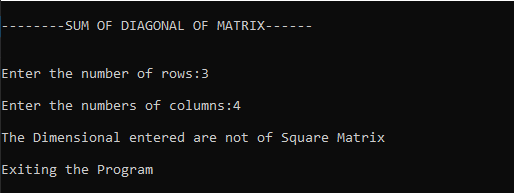 --------SUM OF DIAGONAL OF MATRIX------
Enter the number of rows:3
Enter the numbers of columns:4
The Dimensional entered are not of Square Matrix
Exiting the Program